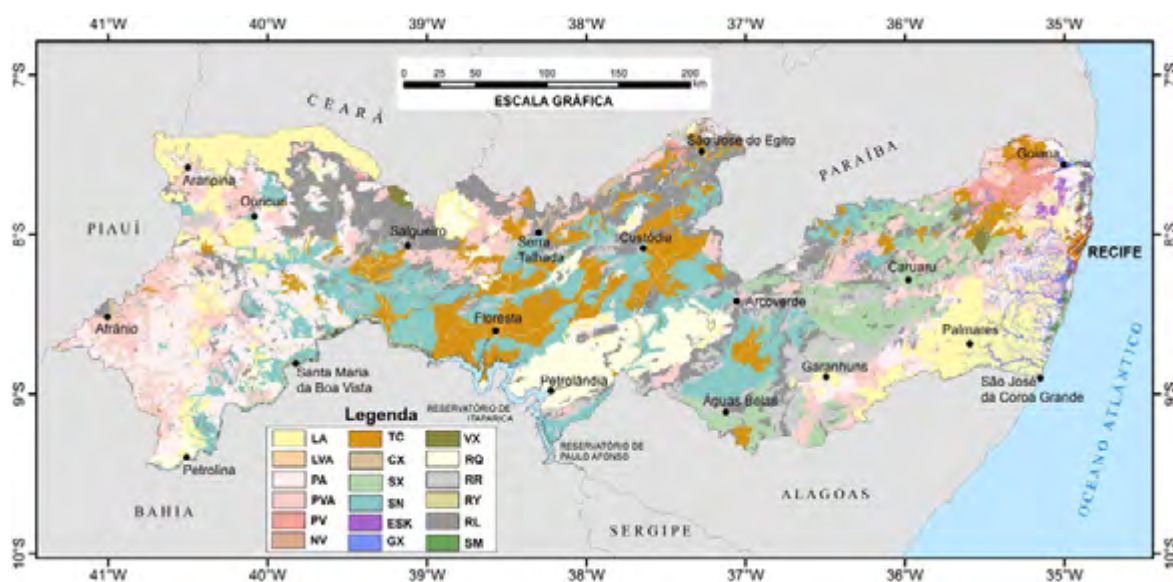 41°W 40°W 39°W 38°W 37°W 36°W 35°W
7°S 7°S
0 50 100 150 200
km
ESCALA GRÁFICA
CEARÁ
São José do Egito
PARAÍBA
Goiana
Araripina
Ouricuri
PIAUÍ
8°S 8°S
Salgueiro
Serra
Talhada
Custódia
RECIFE
Caruaru
Arcoverde
Afrânio
Floresta
Palmares
Santa Maria
da Boa Vista
Petrolândia
Garanhuns
São José
da Coroa Grande
9°S 9°S
Legenda
RESERVATÓRIO DE
ITAPARICA
Águas Belas
OCEANO ATLÂNTICO
LA TC VX
LVA CX RQ
PA SX RR
PVA SN RY
PV ESK RL
NV GX SM
RESERVATÓRIO DE
PAULO AFONSO
Petrolina
BAHIA
ALAGOAS
SERGIPE
10°S 10°S
41°W 40°W 39°W 38°W 37°W 36°W 35°W